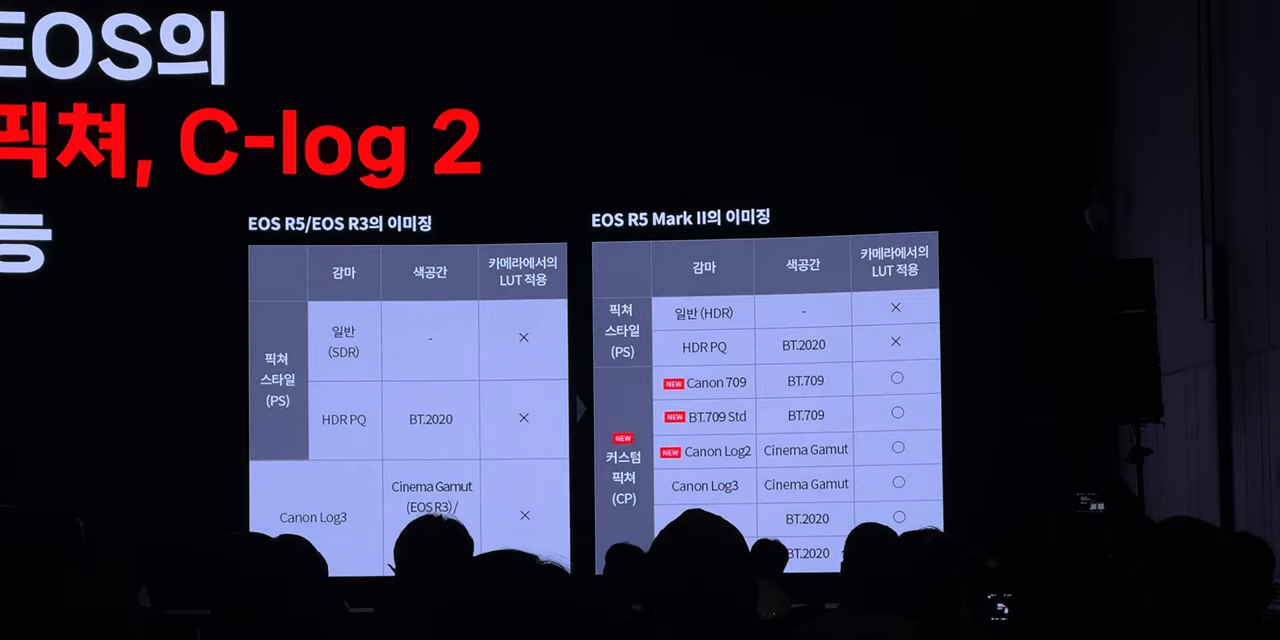 EOS의
픽쳐, C-log 2
능
EOS R5/EOS R3의 이미징
감마
색공간
카메라에서의
LUT 적용
픽쳐
스타일
(PS)
일반
(SDR)
-
×
HDR PQ
BT.2020
×
Canon Log3
Cinema Gamut
(EOS R3) /
×
EOS R5 Mark II의 이미징
감마
색공간
카메라에서의
LUT 적용
픽쳐
스타일
(PS)
일반 (HDR)
-
×
HDR PQ
BT.2020
×
NEW
커스텀
픽쳐
(CP)
NEW Canon 709
BT.709
○
NEW BT.709 Std
BT.709
○
NEW Canon Log2
Cinema Gamut
○
Canon Log3
Cinema Gamut
○
BT.2020
○
BT.2020